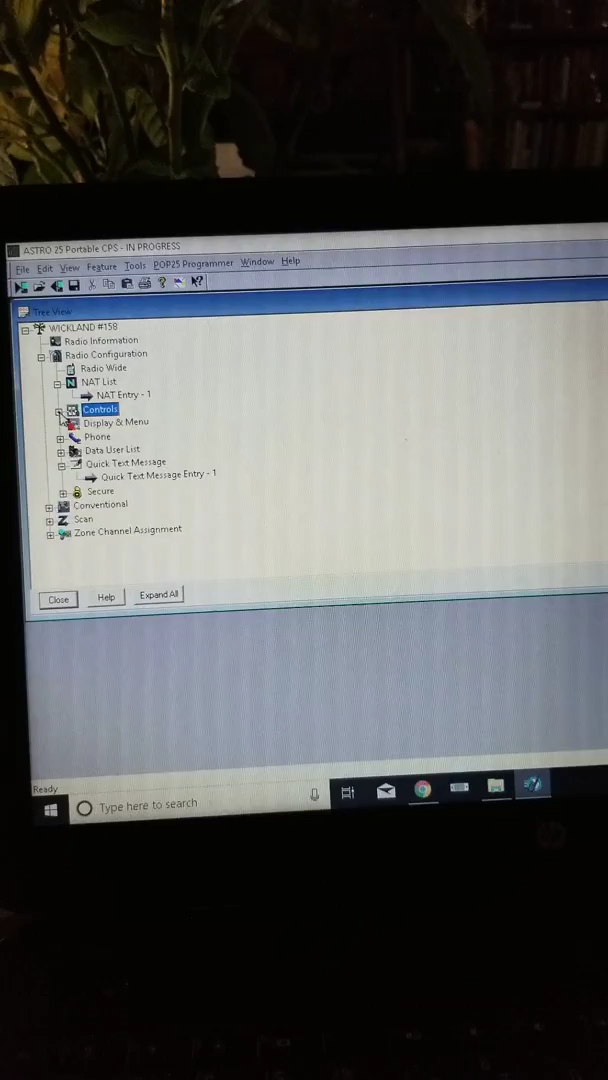 ASTRO 25 Portable CPS - IN PROGRESS
File Edit View Feature Tools POP25 Programmer Window Help
Tree View
WICKLAND #158
Radio Information
Radio Configuration
Radio Wide
N NAT List
NAT Entry - 1
Controls
Display & Menu
Phone
Data User List
Quick Text Message
Quick Text Message Entry - 1
Secure
Conventional
Z Scan
Zone Channel Assignment
Close Help Expand All
Ready
Type here to search
hp